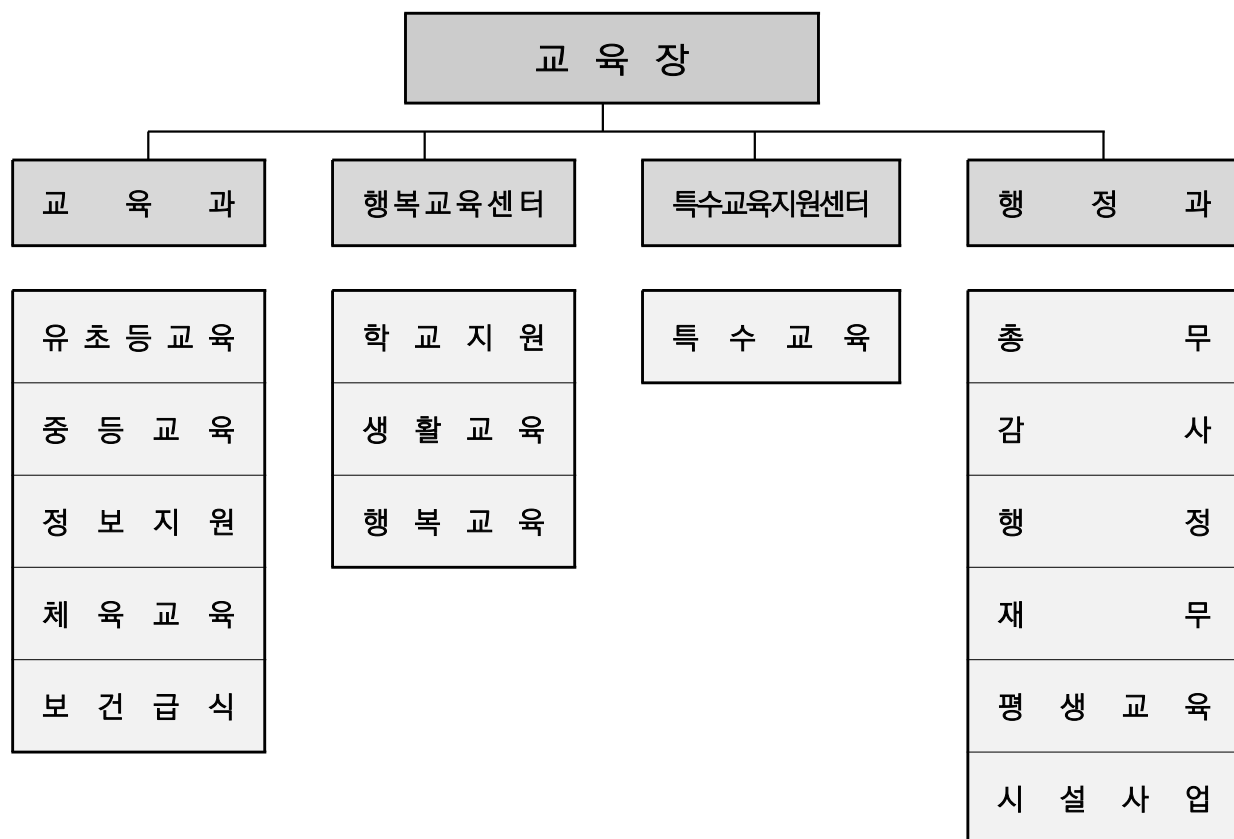 교육장
교육과
행복교육센터
특수교육지원센터
행정과
유초등교육
중등교육
정보지원
체육교육
보건급식
학교지원
생활교육
행복교육
특수교육
총무
감사
행정
재무
평생교육
시설사업